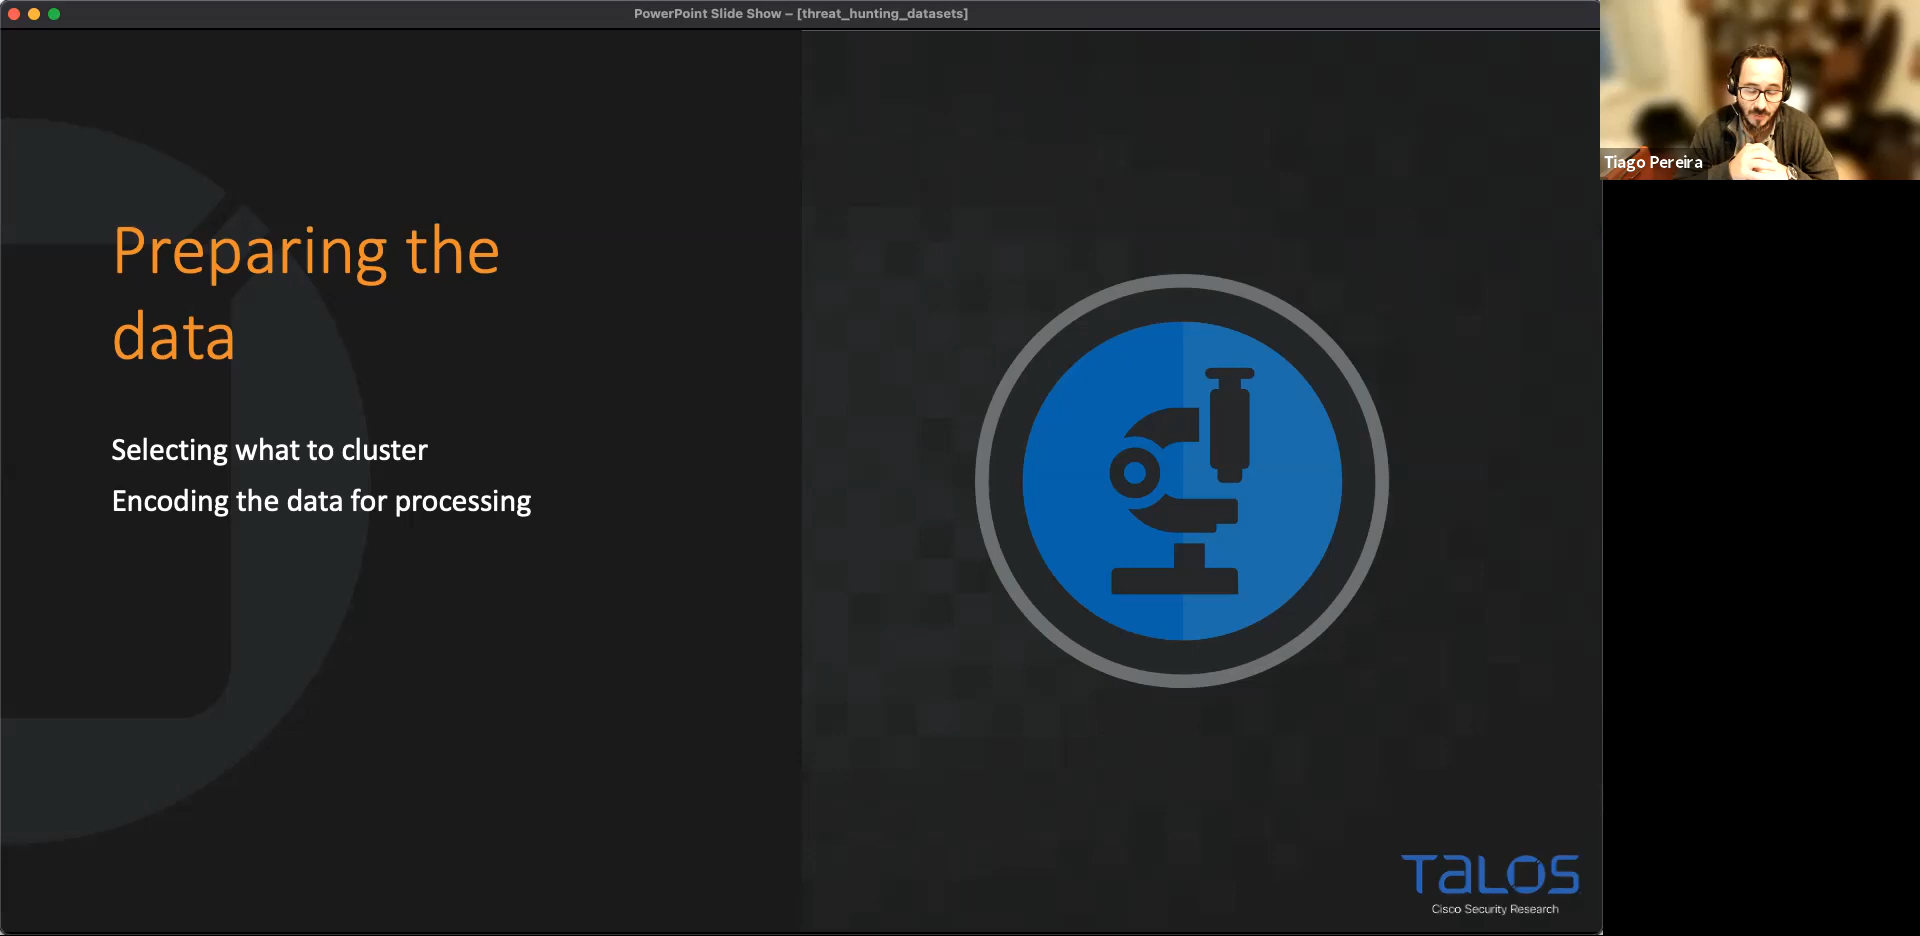 PowerPoint Slide Show – [threat_hunting_datasets]
Preparing the
data
Selecting what to cluster
Encoding the data for processing
Tiago Pereira
TALOS
Cisco Security Research